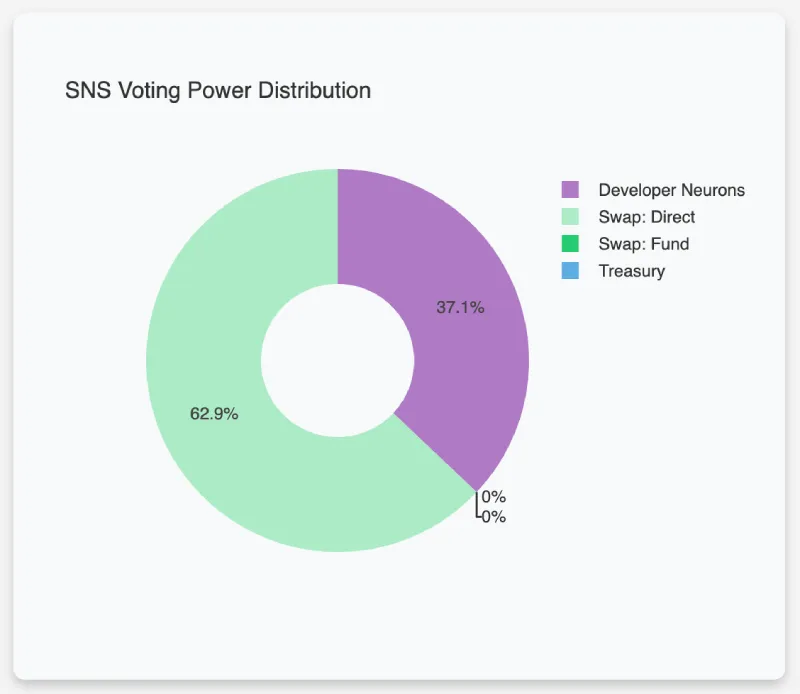 SNS Voting Power Distribution
Developer Neurons
Swap: Direct
Swap: Fund
Treasury
37.1%
62.9%
0%
0%